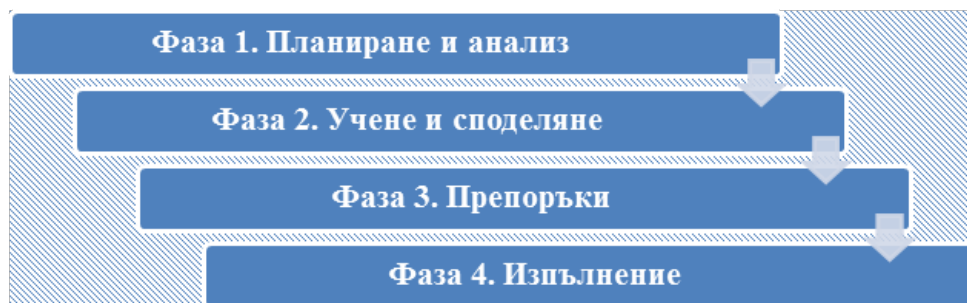 Фаза 1. Планиране и анализ
Фаза 2. Учене и споделяне
Фаза 3. Препоръки
Фаза 4. Изпълнение